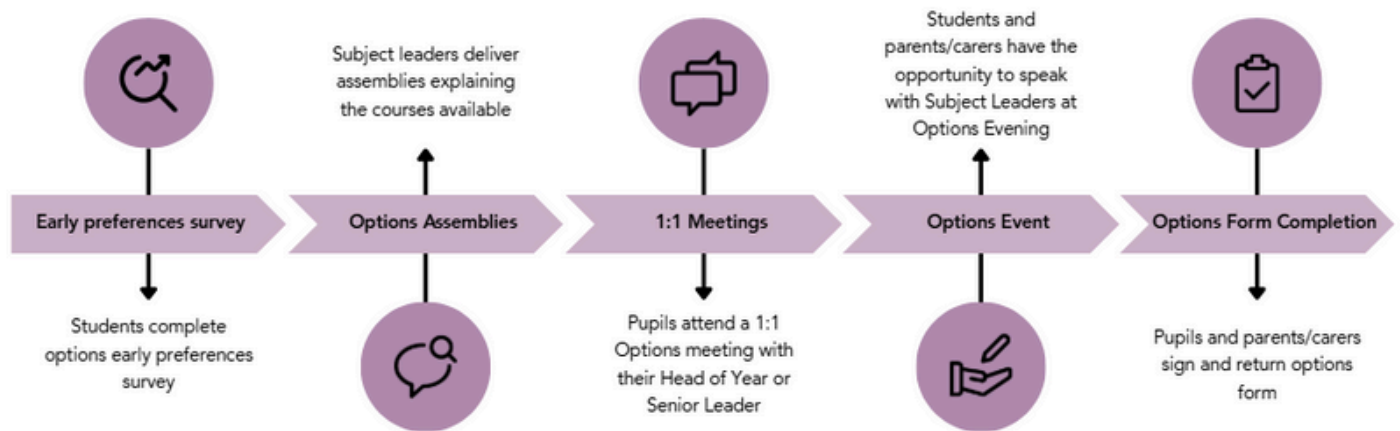 Early preferences survey
Students complete
options early preferences
survey
Subject leaders deliver
assemblies explaining
the courses available
Options Assemblies
1:1 Meetings
Pupils attend a 1:1
Options meeting with
their Head of Year or
Senior Leader
Students and
parents/carers have the
opportunity to speak
with Subject Leaders at
Options Evening
Options Event
Options Form Completion
Pupils and parents/carers
sign and return options
form